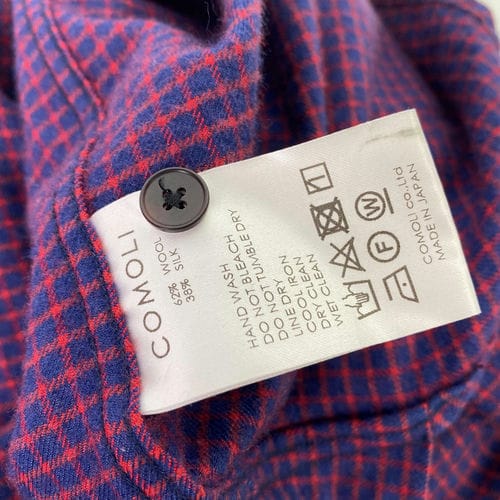 COMOLI
62% WOOL
38% SILK
HAND WASH
DO NOT BLEACH
DO NOT TUMBLE DRY
LINE DRY
COOL IRON
DRY CLEAN
WET CLEAN
F
W
COMOLI co.,Ltd
MADE IN JAPAN